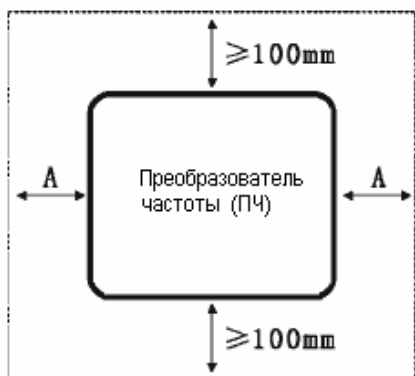 ≥100mm
A
A
Преобразователь
частоты (ПЧ)
≥100mm